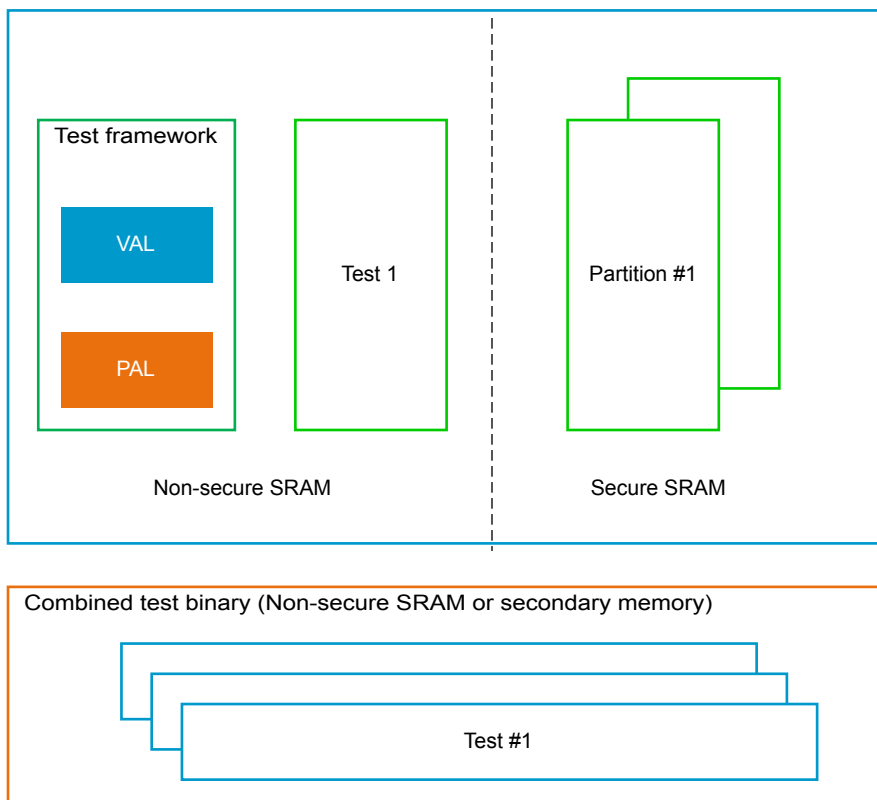 Test framework
VAL
PAL
Test 1
Partition #1
Non-secure SRAM
Secure SRAM
Combined test binary (Non-secure SRAM or secondary memory)
Test #1